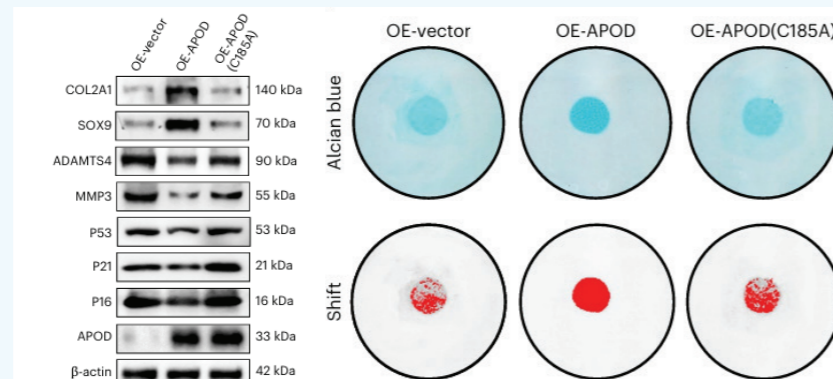 OE-vector
OE-APOD
OE-APOD
(C185A)
COL2A1 140 kDa
SOX9 70 kDa
ADAMTS4 90 kDa
MMP3 55 kDa
P53 53 kDa
P21 21 kDa
P16 16 kDa
APOD 33 kDa
β-actin 42 kDa
OE-vector OE-APOD OE-APOD(C185A)
Alcian blue
Shift